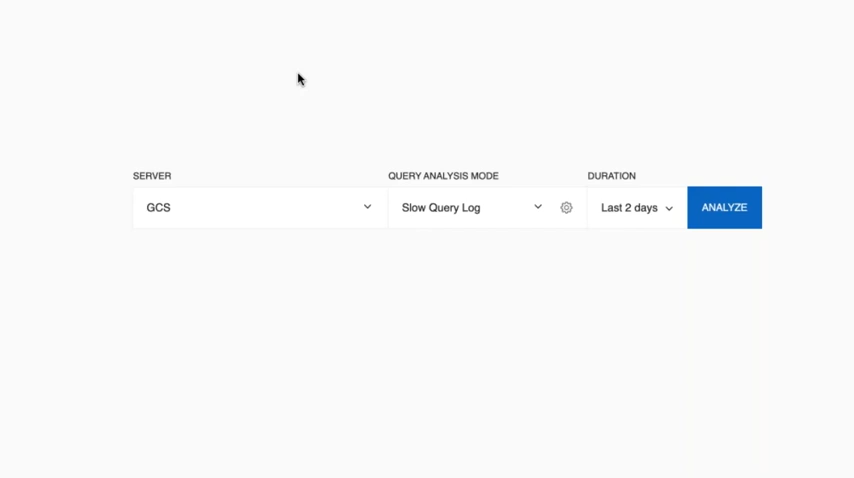 SERVER QUERY ANALYSIS MODE DURATION
GCS Slow Query Log Last 2 days ANALYZE